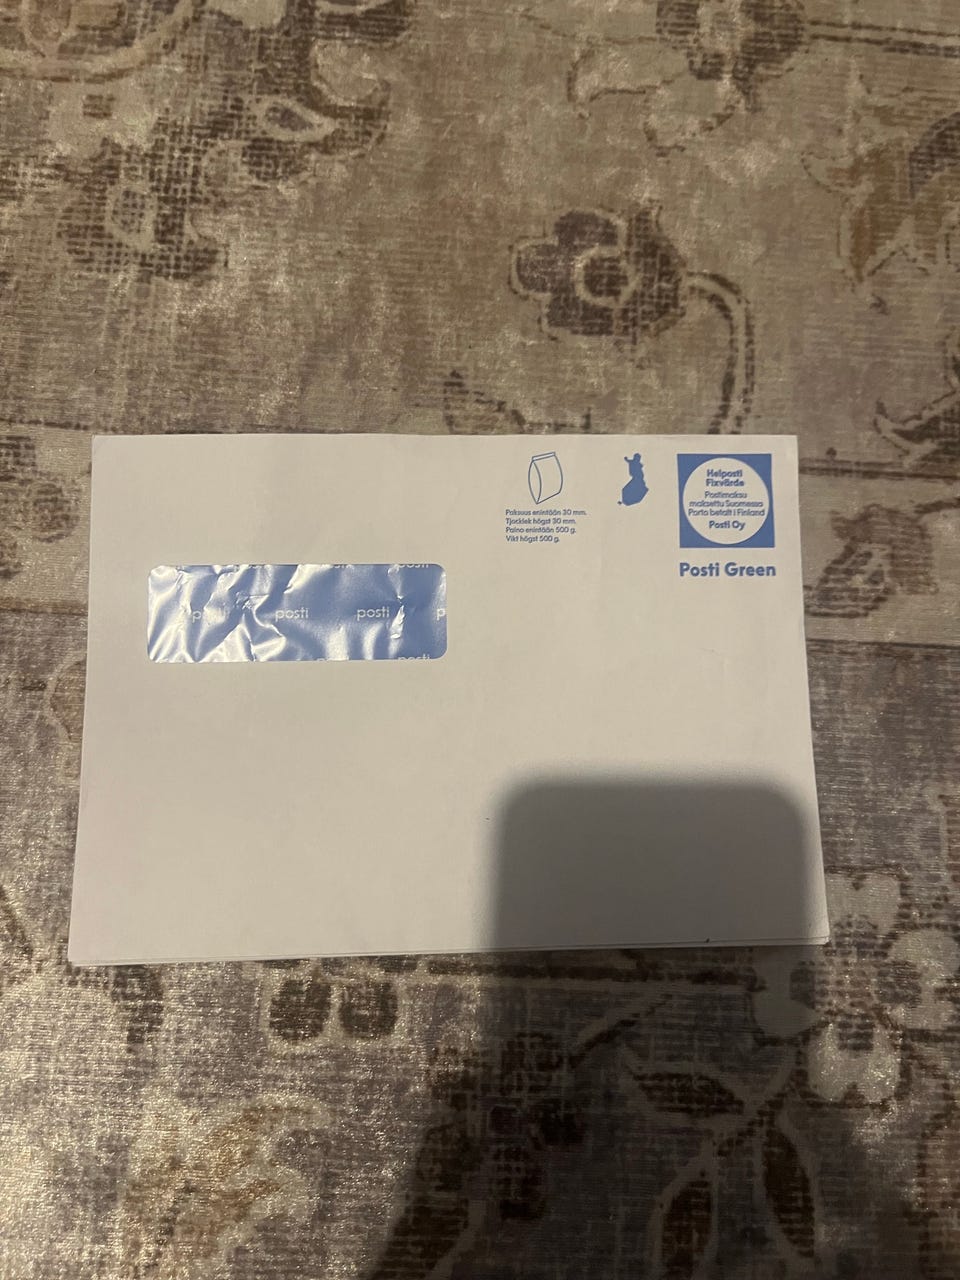 Paksuus enintään 30 mm.
Tjocklek högst 30 mm.
Paino enintään 500 g.
Vikt högst 500 g.
Helposti
Fixvärde
Postimaksu
maksettu Suomessa
Porto betalt i Finland
Posti Oy
Posti Green
posti
posti posti
posti